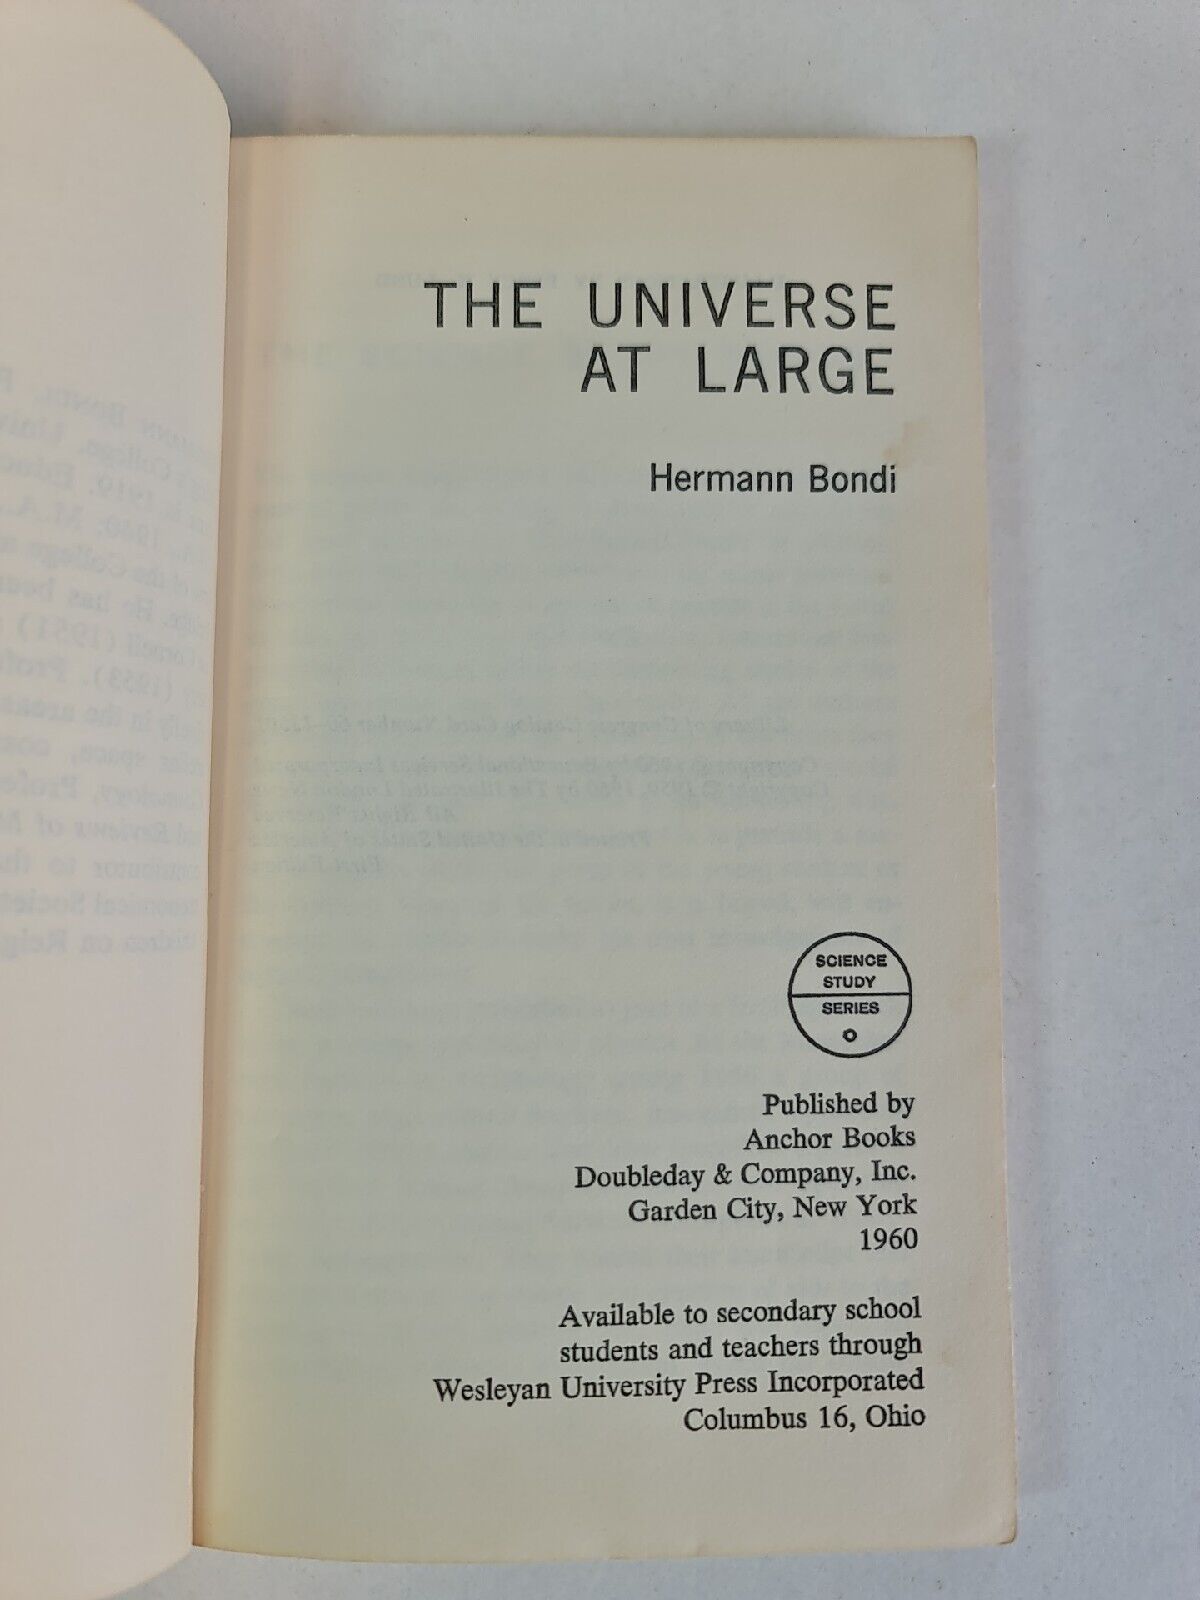 THE UNIVERSE
AT LARGE
Hermann Bondi
SCIENCE
STUDY
SERIES
Published by
Anchor Books
Doubleday & Company, Inc.
Garden City, New York
1960
Available to secondary school
students and teachers through
Wesleyan University Press Incorporated
Columbus 16, Ohio